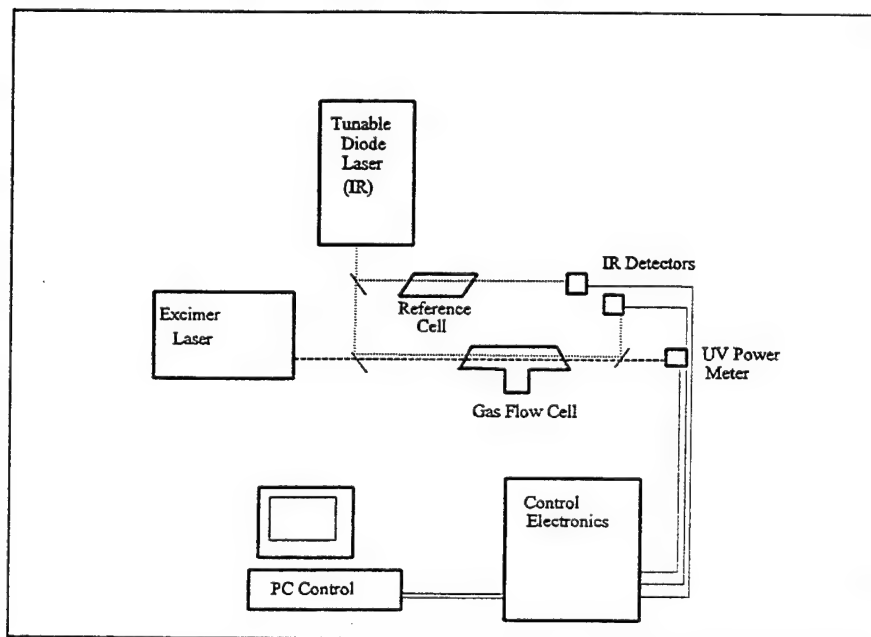 Tunable
Diode
Laser
(IR)
IR Detectors
Excimer
Laser
Reference
Cell
UV Power
Meter
Gas Flow Cell
Control
Electronics
PC Control